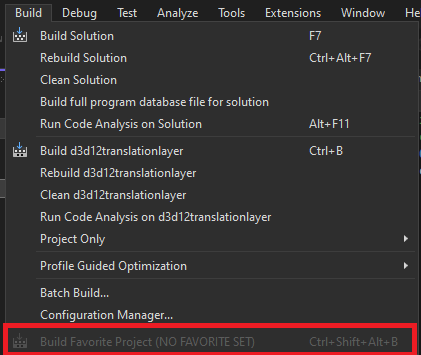 Build Debug Test Analyze Tools Extensions Window He
Build Solution F7
Rebuild Solution Ctrl+Alt+F7
Clean Solution
Build full program database file for solution
Run Code Analysis on Solution Alt+F11
Build d3d12translationlayer Ctrl+B
Rebuild d3d12translationlayer
Clean d3d12translationlayer
Run Code Analysis on d3d12translationlayer
Project Only
Profile Guided Optimization
Batch Build...
Configuration Manager...
Build Favorite Project (NO FAVORITE SET) Ctrl+Shift+Alt+B